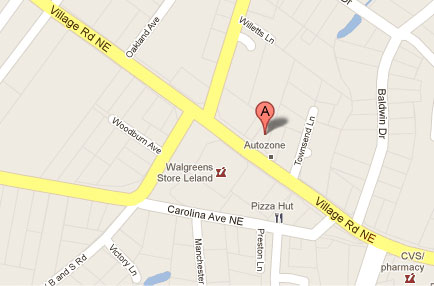 Village Rd NE
Oakland Ave
Willetts Ln
A
Woodburn Ave
Autozone
Townsend Ln
Baldwin Dr
Walgreens
Store Leland
Pizza Hut
Carolina Ave NE
Village Rd NE
B and S Rd
Victory Ln
Manchester
Preston Ln
CVS/
pharmacy